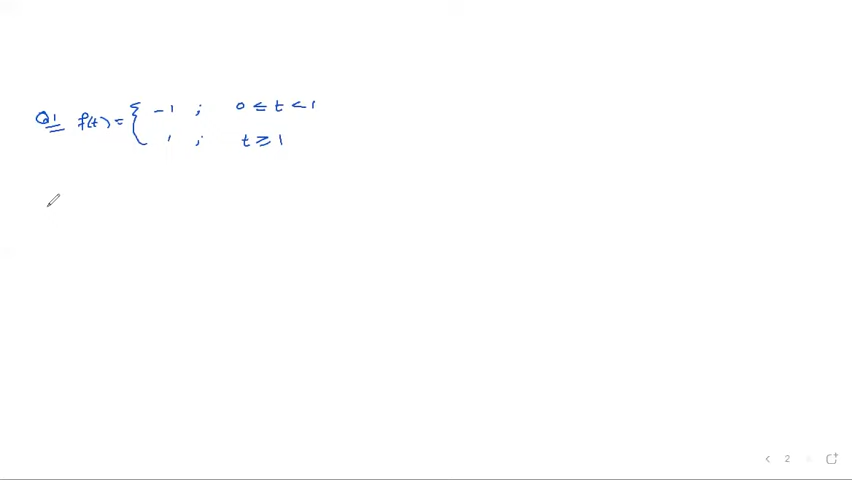 Q1 f(t) = { -1 ; 0 ≤ t < 1
1 ; t ≥ 1
2